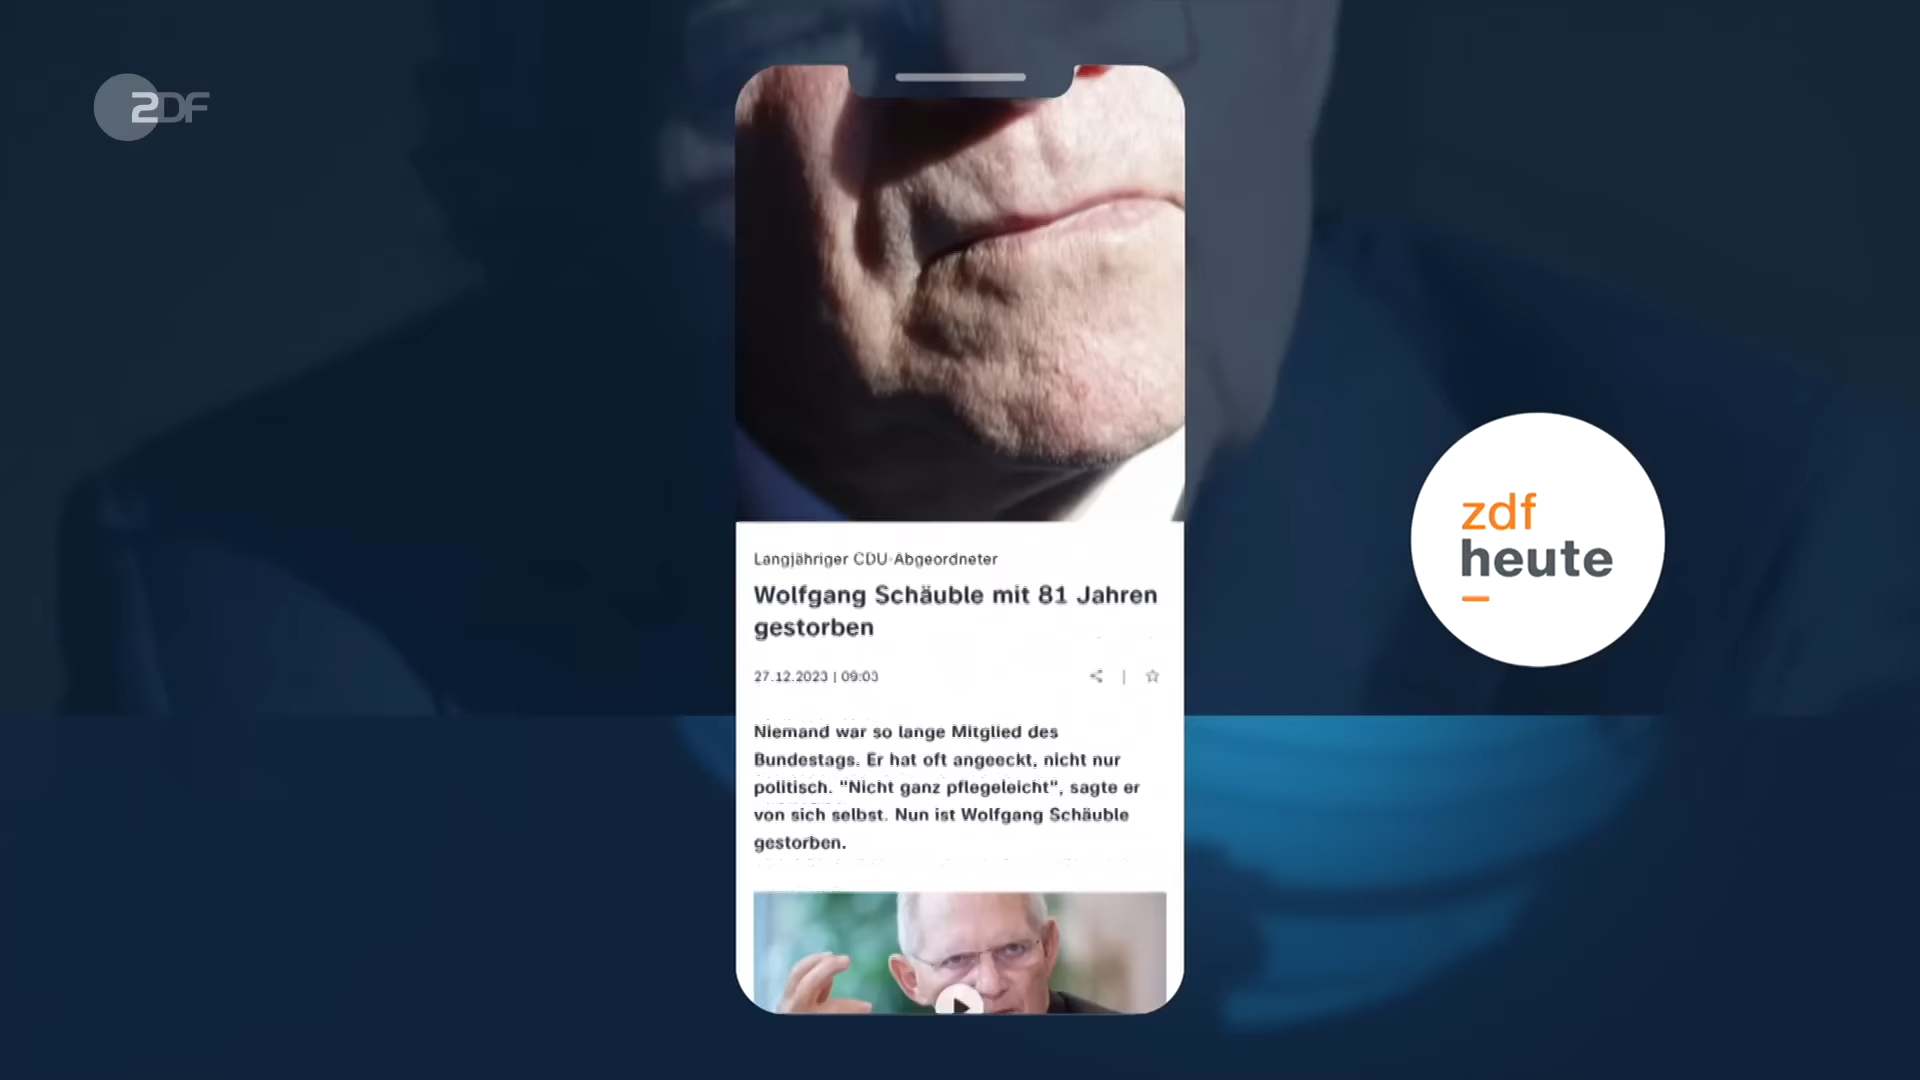 ZDF
Langjähriger CDU-Abgeordneter
Wolfgang Schäuble mit 81 Jahren
gestorben
27.12.2023 | 09:03
|
Niemand war so lange Mitglied des
Bundestags. Er hat oft angeeckt, nicht nur
politisch. "Nicht ganz pflegeleicht", sagte er
von sich selbst. Nun ist Wolfgang Schäuble
gestorben.
zdf
heute